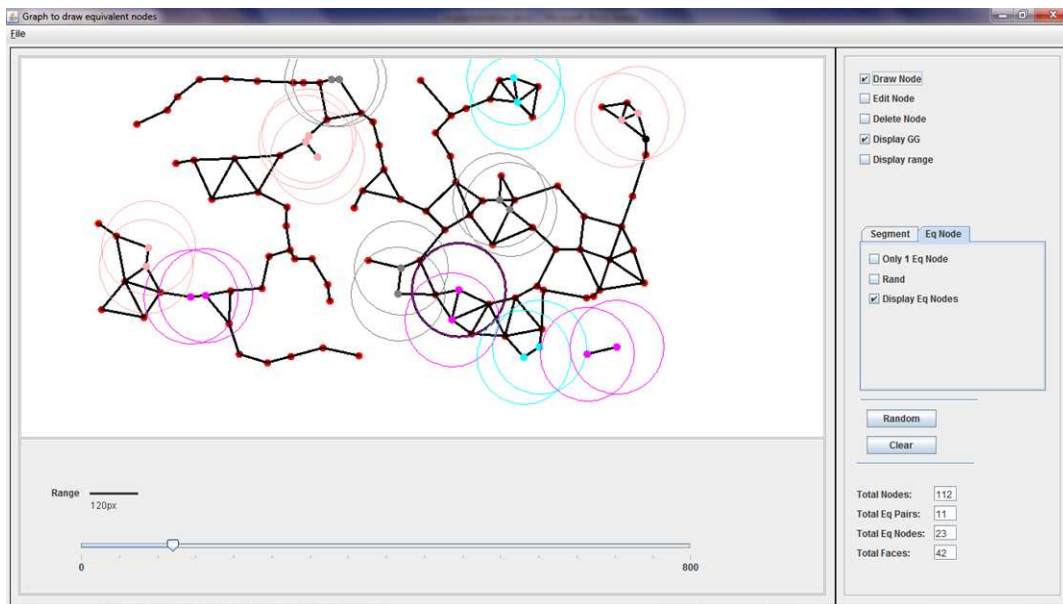 Graph to draw equivalent nodes
File
Draw Node
Edit Node
Delete Node
Display GG
Display range
Segment Eq Node
Only 1 Eq Node
Rand
Display Eq Nodes
Random
Clear
Range
120px
0 800
Total Nodes: 112
Total Eq Pairs: 11
Total Eq Nodes: 23
Total Faces: 42